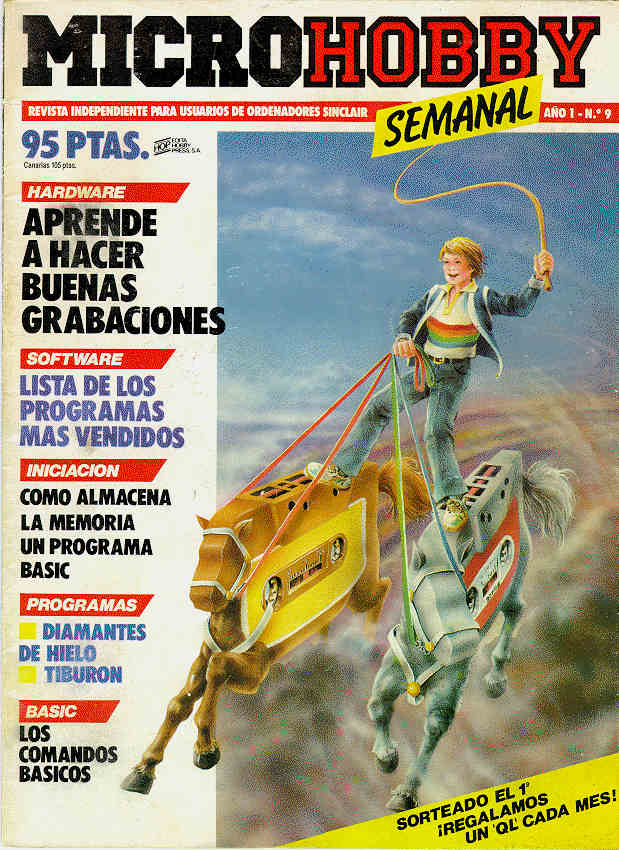 MICROHOBBY
SEMANAL
REVISTA INDEPENDIENTE PARA USUARIOS DE ORDENADORES SINCLAIR
AÑO I - N.º 9
95 PTAS.
Canarias 105 ptas.
HOP EDITA
HOBBY
PRESS, S.A.
HARDWARE
APRENDE
A HACER
BUENAS
GRABACIONES
SOFTWARE
LISTA DE LOS
PROGRAMAS
MAS VENDIDOS
INICIACION
COMO ALMACENA
LA MEMORIA
UN PROGRAMA
BASIC
PROGRAMAS
DIAMANTES
DE HIELO
TIBURON
BASIC
LOS
COMANDOS
BASICOS
SORTEADO EL 1º
¡REGALAMOS
UN 'QL' CADA MES!